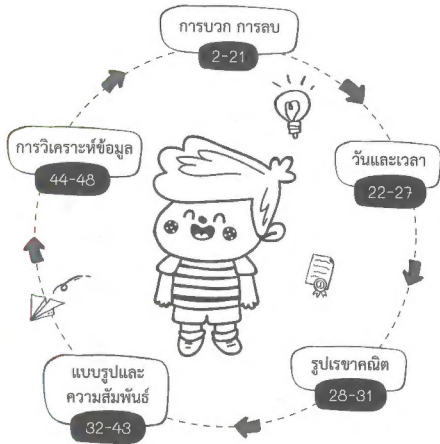 การบวก การลบ
2-21
วันและเวลา
22-27
รูปเรขาคณิต
28-31
แบบรูปและ
ความสัมพันธ์
32-43
การวิเคราะห์ข้อมูล
44-48